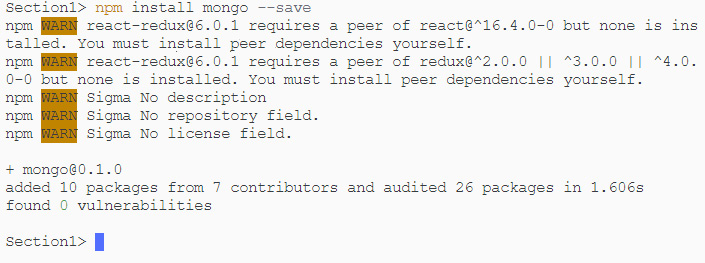 Section1> npm install mongo --save
npm WARN react-redux@6.0.1 requires a peer of react@^16.4.0-0 but none is ins
talled. You must install peer dependencies yourself.
npm WARN react-redux@6.0.1 requires a peer of redux@^2.0.0 || ^3.0.0 || ^4.0.
0-0 but none is installed. You must install peer dependencies yourself.
npm WARN Sigma No description
npm WARN Sigma No repository field.
npm WARN Sigma No license field.
+ mongo@0.1.0
added 10 packages from 7 contributors and audited 26 packages in 1.606s
found 0 vulnerabilities
Section1>